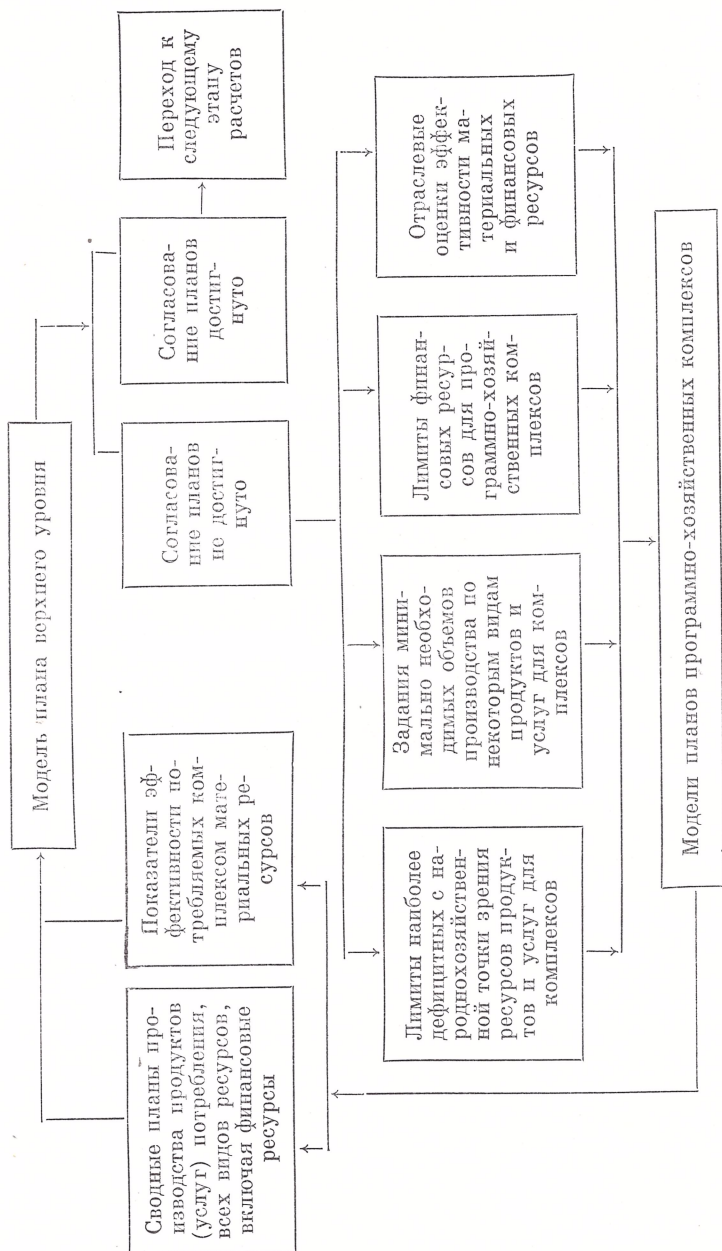 Модель плана верхнего уровня
Сводные планы про-
изводства продуктов
(услуг) потребления,
всех видов ресурсов,
включая финансовые
ресурсы
Показатели эф-
фективности по-
требляемых ком-
плексом мате-
риальных ре-
сурсов
Согласова-
ние планов
не достиг-
нуто
Согласова-
ние планов
достиг-
нуто
Переход к
следующему
этапу
расчетов
Лимиты наиболее
дефицитных с на-
роднохозяйствен-
ной точки зрения
ресурсов продук-
тов и услуг для
комплексов
Задания мини-
мально необхо-
димых объемов
производства по
некоторым видам
продуктов и
услуг для ком-
плексов
Лимиты финан-
совых ресур-
сов для про-
граммно-хозяй-
ственных ком-
плексов
Отраслевые
оценки эффек-
тивности ма-
териальных
и финансовых
ресурсов
Модели планов программно-хозяйственных комплексов